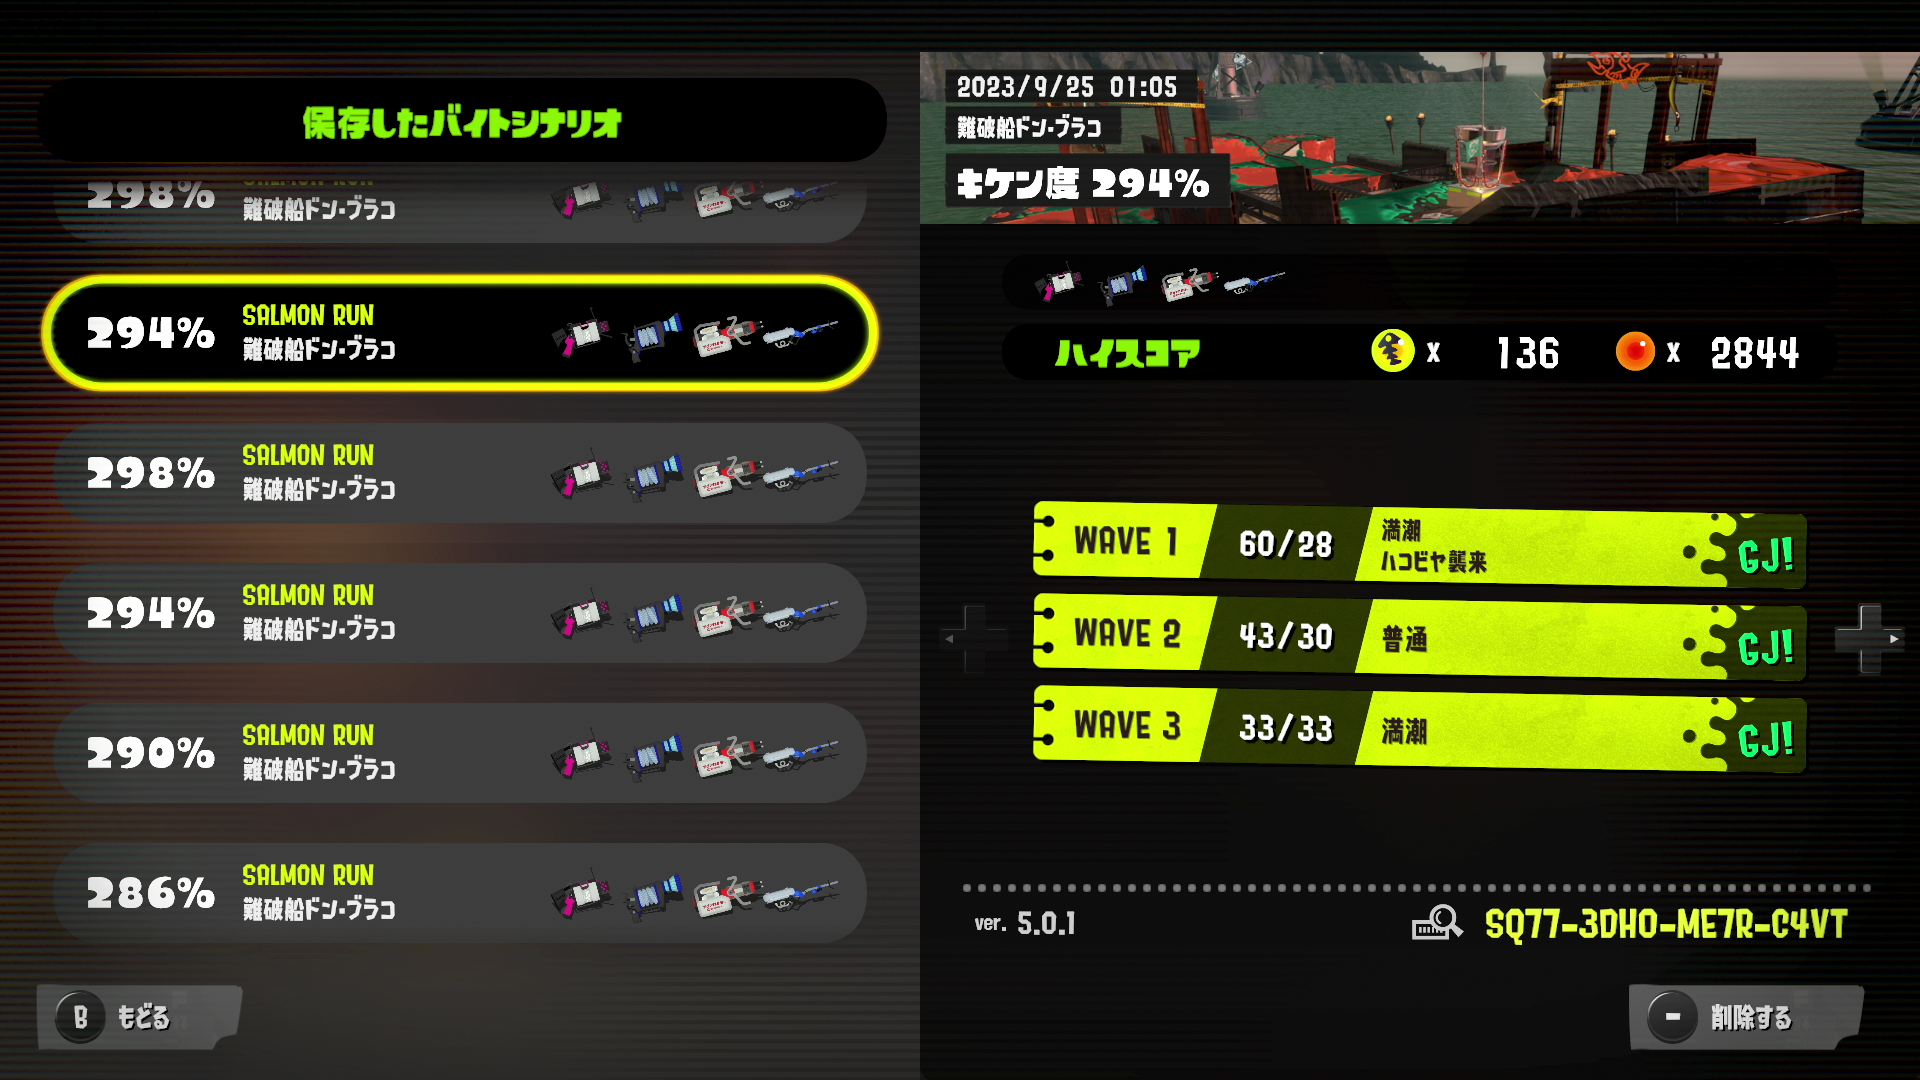 保存したバイトシナリオ
298%
SALMON RUN
難破船ドン・ブラコ
294%
SALMON RUN
難破船ドン・ブラコ
298%
SALMON RUN
難破船ドン・ブラコ
294%
SALMON RUN
難破船ドン・ブラコ
290%
SALMON RUN
難破船ドン・ブラコ
286%
SALMON RUN
難破船ドン・ブラコ
B もどる
2023/9/25 01:05
難破船ドン・ブラコ
キケン度 294%
ハイスコア x 136 x 2844
WAVE 1 60/28 満潮
ハコビヤ襲来 GJ!
WAVE 2 43/30 普通 GJ!
WAVE 3 33/33 満潮 GJ!
ver. 5.0.1 SQ77-3DH0-ME7R-C4VT
- 削除する